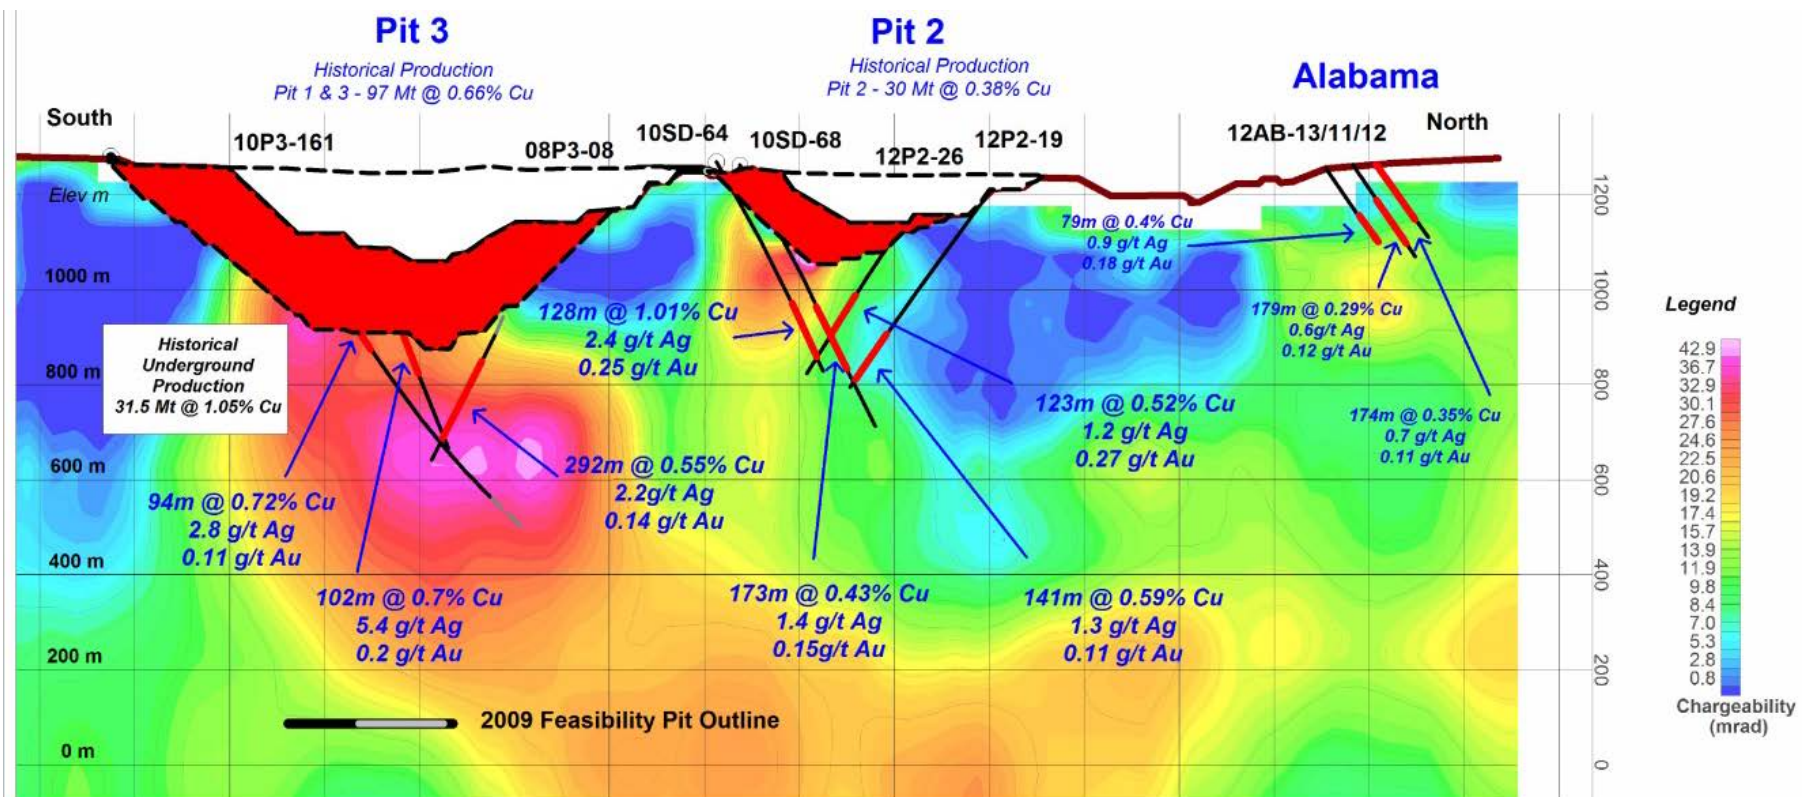 Pit 3
Historical Production
Pit 1 & 3 - 97 Mt @ 0.66% Cu
Pit 2
Historical Production
Pit 2 - 30 Mt @ 0.38% Cu
Alabama
South
10P3-161
08P3-08
10SD-64
10SD-68
12P2-26
12P2-19
12AB-13/11/12
North
Elev m
1000 m
800 m
600 m
400 m
200 m
0 m
Historical
Underground
Production
31.5 Mt @ 1.05% Cu
94m @ 0.72% Cu
2.8 g/t Ag
0.11 g/t Au
102m @ 0.7% Cu
5.4 g/t Ag
0.2 g/t Au
292m @ 0.55% Cu
2.2g/t Ag
0.14 g/t Au
128m @ 1.01% Cu
2.4 g/t Ag
0.25 g/t Au
173m @ 0.43% Cu
1.4 g/t Ag
0.15g/t Au
123m @ 0.52% Cu
1.2 g/t Ag
0.27 g/t Au
141m @ 0.59% Cu
1.3 g/t Ag
0.11 g/t Au
79m @ 0.4% Cu
0.9 g/t Ag
0.18 g/t Au
179m @ 0.29% Cu
0.6g/t Ag
0.12 g/t Au
174m @ 0.35% Cu
0.7 g/t Ag
0.11 g/t Au
2009 Feasibility Pit Outline
1200
1000
800
600
400
200
0
Legend
42.9
36.7
32.9
30.1
27.6
24.6
22.5
20.6
19.2
17.4
15.7
13.9
11.9
9.8
8.4
7.0
5.3
2.8
0.8
Chargeability
(mrad)